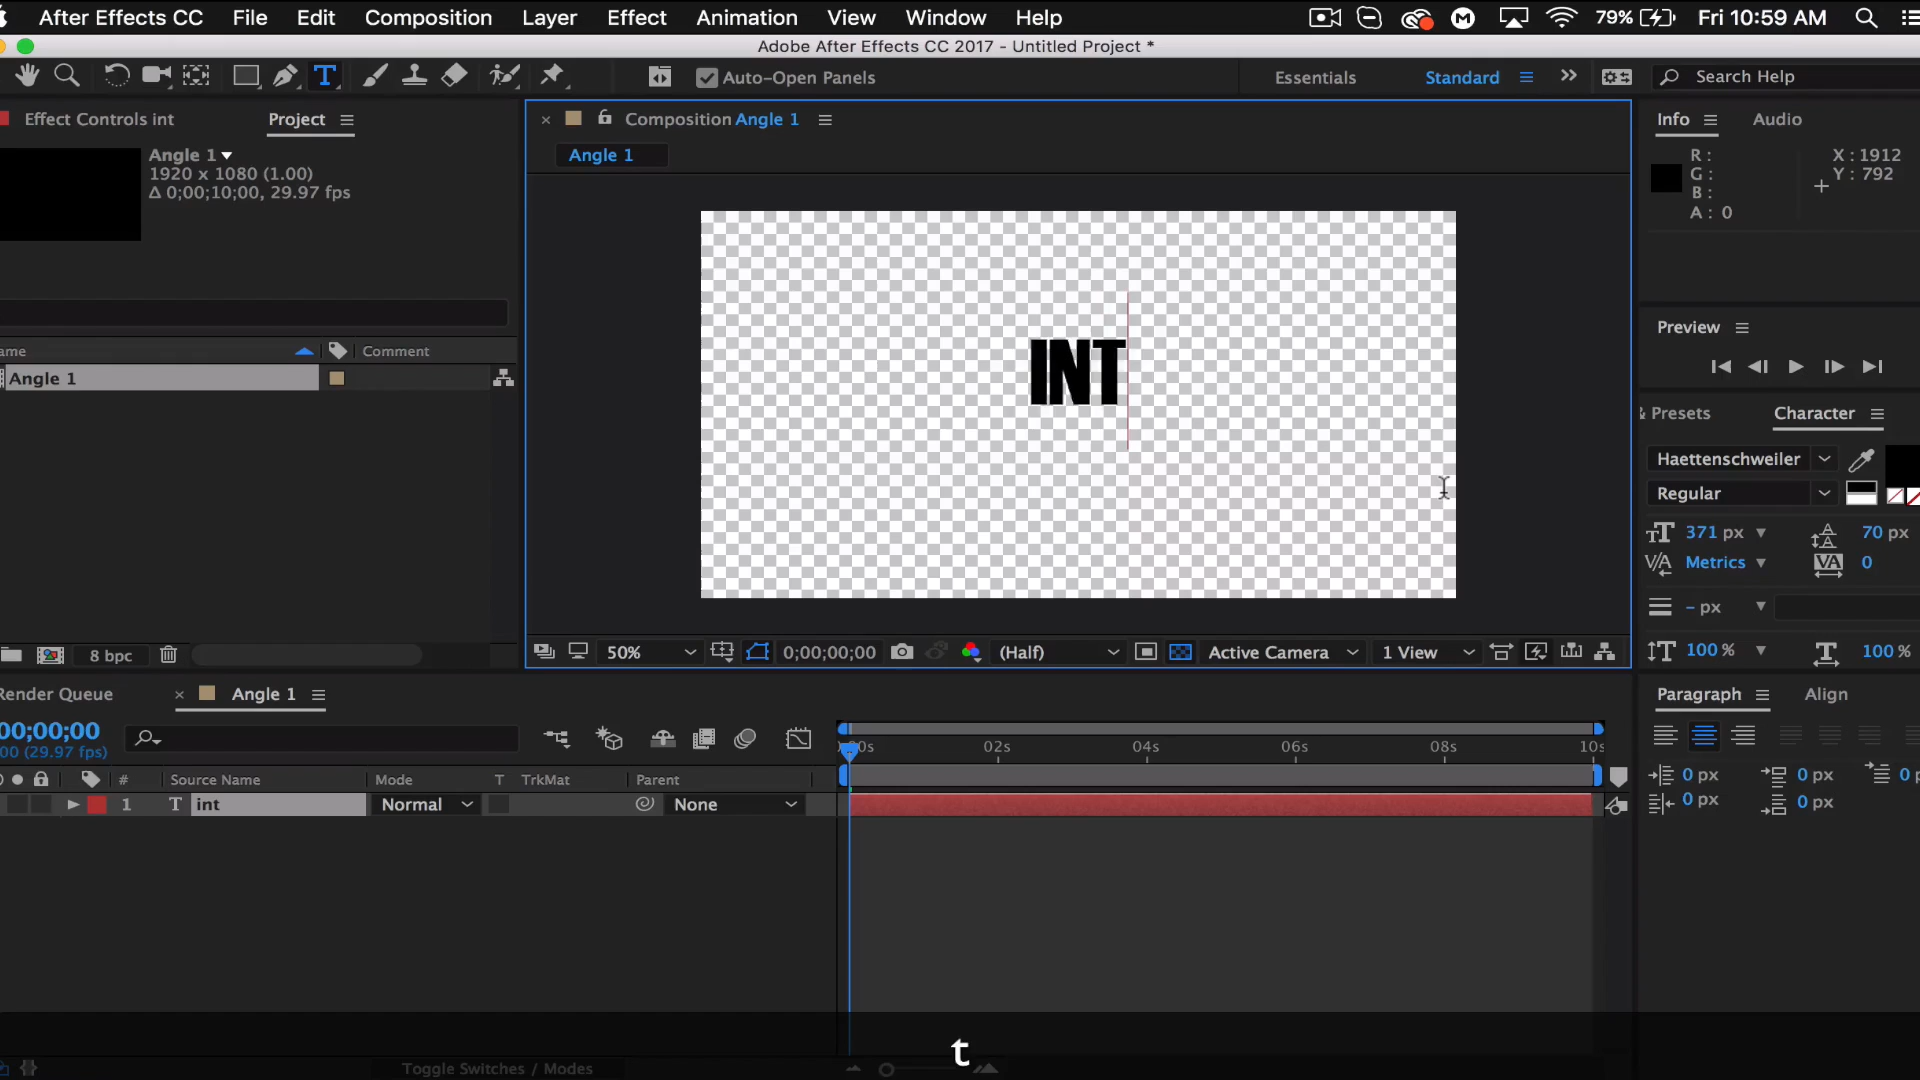 After Effects CC File Edit Composition Layer Effect Animation View Window Help 79% Fri 10:59 AM
Adobe After Effects CC 2017 - Untitled Project *
Auto-Open Panels Essentials Standard Search Help
Effect Controls int Project Composition Angle 1 Info Audio
Angle 1
1920 x 1080 (1.00)
Δ 0;00;10;00, 29.97 fps
Angle 1
R:
G:
B:
A: 0
X: 1912
Y: 792
INT
Preview
ame Comment
Angle 1
& Presets Character
Haettenschweiler
Regular
371 px 70 px
Metrics 0
- px
100 % 100 %
8 bpc 50% 0;00;00;00 (Half) Active Camera 1 View
Render Queue Angle 1 Paragraph Align
00;00;00
00 (29.97 fps)
:00s 02s 04s 06s 08s 10s
# Source Name Mode T TrkMat Parent
1 T int Normal None
0 px 0 px 0 p
0 px 0 px
t
Toggle Switches / Modes